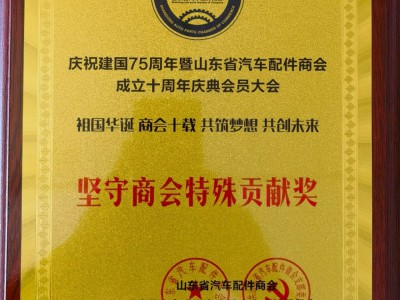 庆祝建国75周年暨山东省汽车配件商会
成立十周年庆典会员大会
祖国华诞 商会十载 共筑梦想 共创未来
坚守商会特殊贡献奖
山东省汽车配件商会